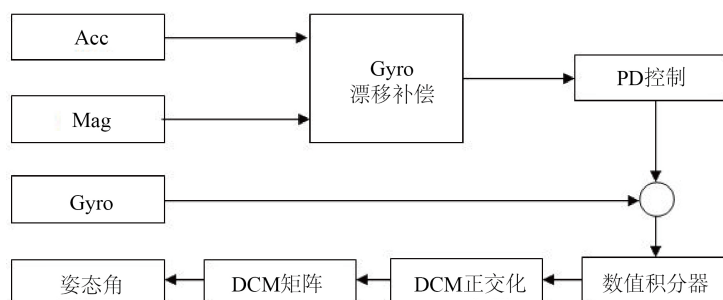 Acc
Gyro
漂移补偿
PD控制
Mag
Gyro
姿态角
DCM矩阵
DCM正交化
数值积分器